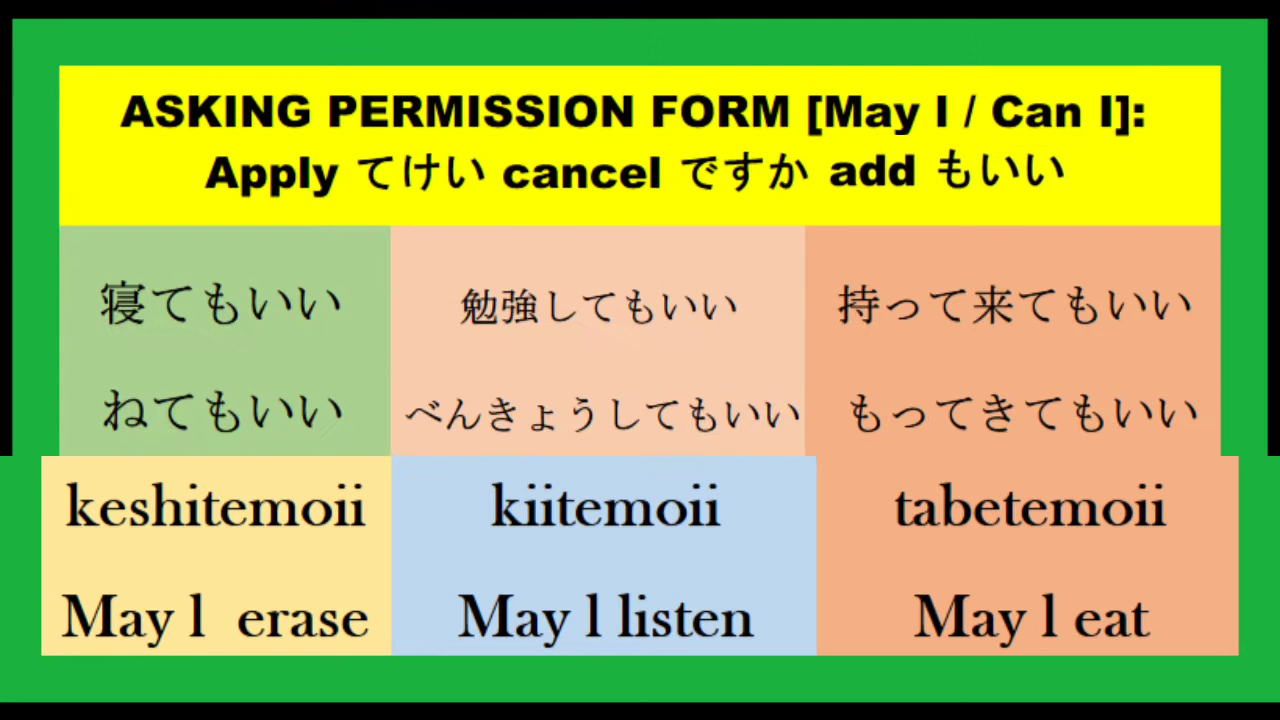 ASKING PERMISSION FORM [May I / Can I]:
Apply てけい cancel ですか add もいい
寝てもいい 勉強してもいい 持って来てもいい
ねてもいい べんきょうしてもいい もってきてもいい
keshitemoii kiitemoii tabetemoii
May l erase May l listen May l eat